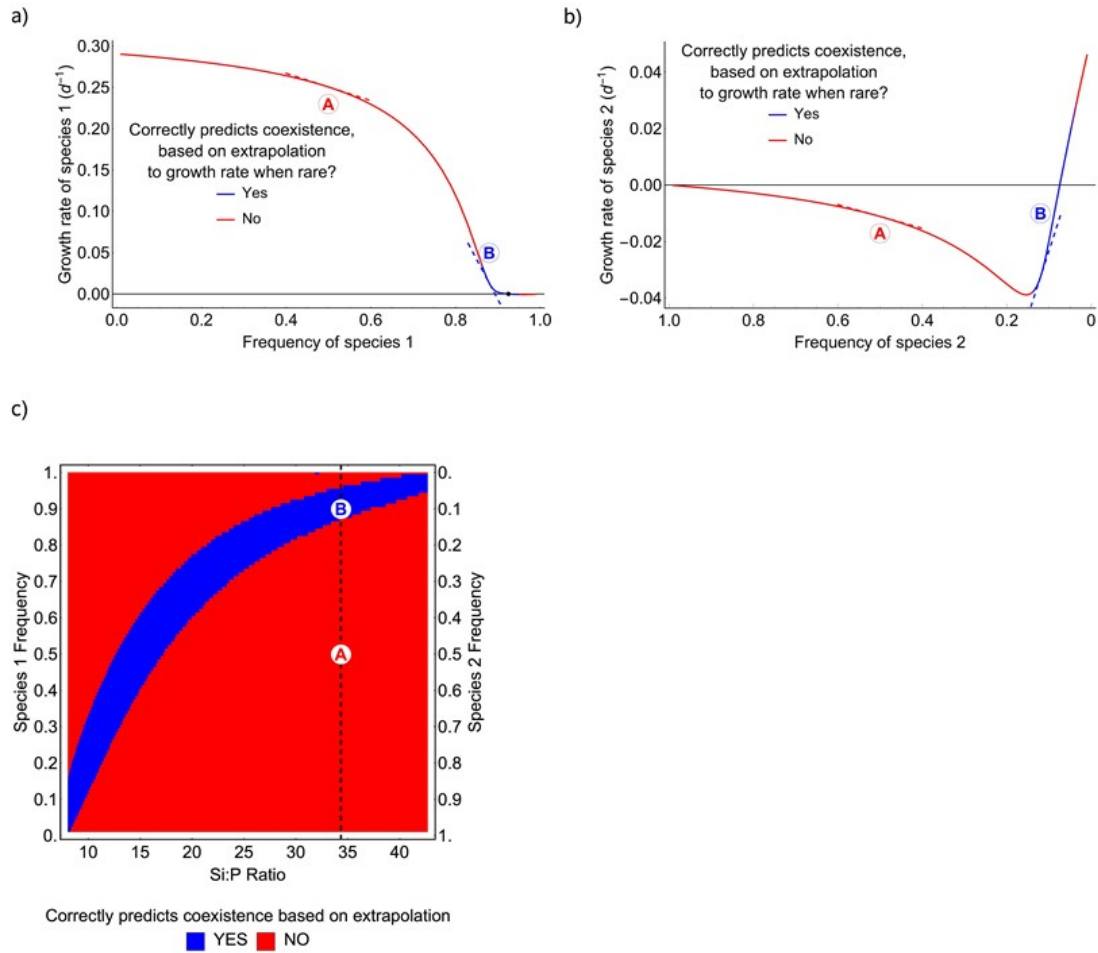 a)
Growth rate of species 1 (d⁻¹)
0.30
0.25
0.20
0.15
0.10
0.05
0.00
A
Correctly predicts coexistence,
based on extrapolation
to growth rate when rare?
Yes
No
B
0.0 0.2 0.4 0.6 0.8 1.0
Frequency of species 1
b)
Growth rate of species 2 (d⁻¹)
0.04
0.02
0.00
−0.02
−0.04
Correctly predicts coexistence,
based on extrapolation
to growth rate when rare?
Yes
No
B
A
1.0 0.8 0.6 0.4 0.2 0
Frequency of species 2
c)
Species 1 Frequency
1.
0.9
0.8
0.7
0.6
0.5
0.4
0.3
0.2
0.1
0.
B
A
0.
0.1
0.2
0.3
0.4
0.5
0.6
0.7
0.8
0.9
1.
Species 2 Frequency
10 15 20 25 30 35 40
Si:P Ratio
Correctly predicts coexistence based on extrapolation
YES NO